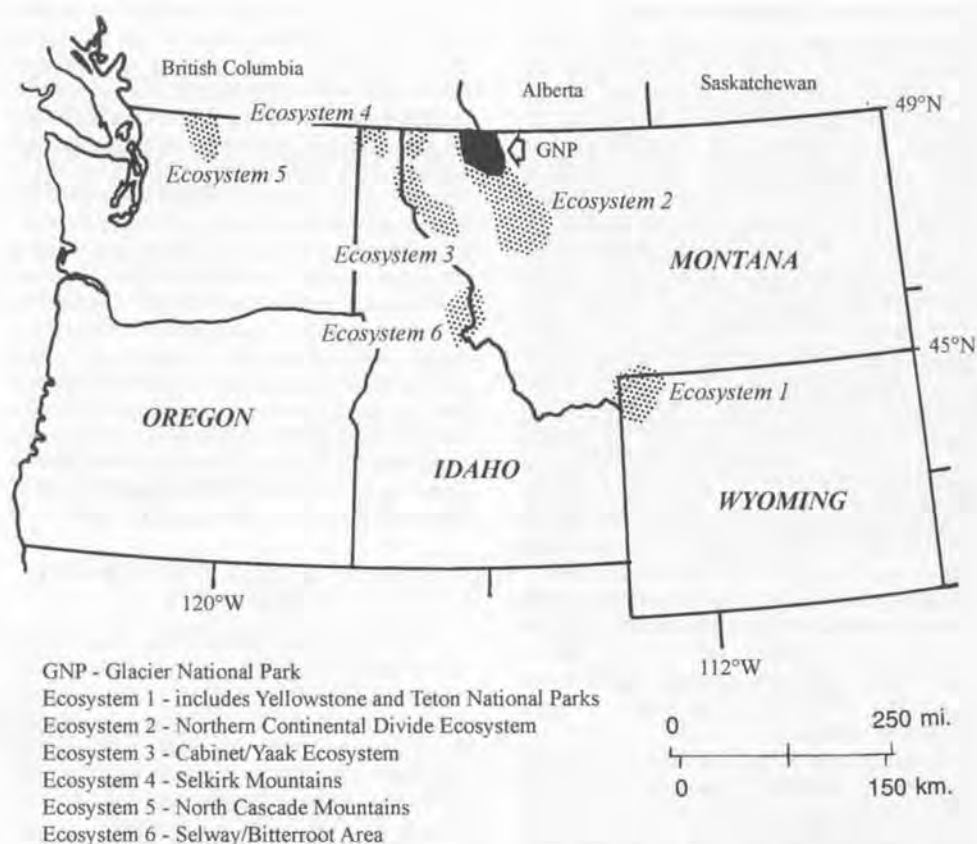 British Columbia
Alberta
Saskatchewan
49°N
Ecosystem 4
GNP
Ecosystem 5
Ecosystem 2
Ecosystem 3
MONTANA
Ecosystem 6
45°N
Ecosystem 1
OREGON
IDAHO
WYOMING
120°W
112°W
GNP - Glacier National Park
Ecosystem 1 - includes Yellowstone and Teton National Parks
Ecosystem 2 - Northern Continental Divide Ecosystem
Ecosystem 3 - Cabinet/Yaak Ecosystem
Ecosystem 4 - Selkirk Mountains
Ecosystem 5 - North Cascade Mountains
Ecosystem 6 - Selway/Bitterroot Area
0 250 mi.
0 150 km.